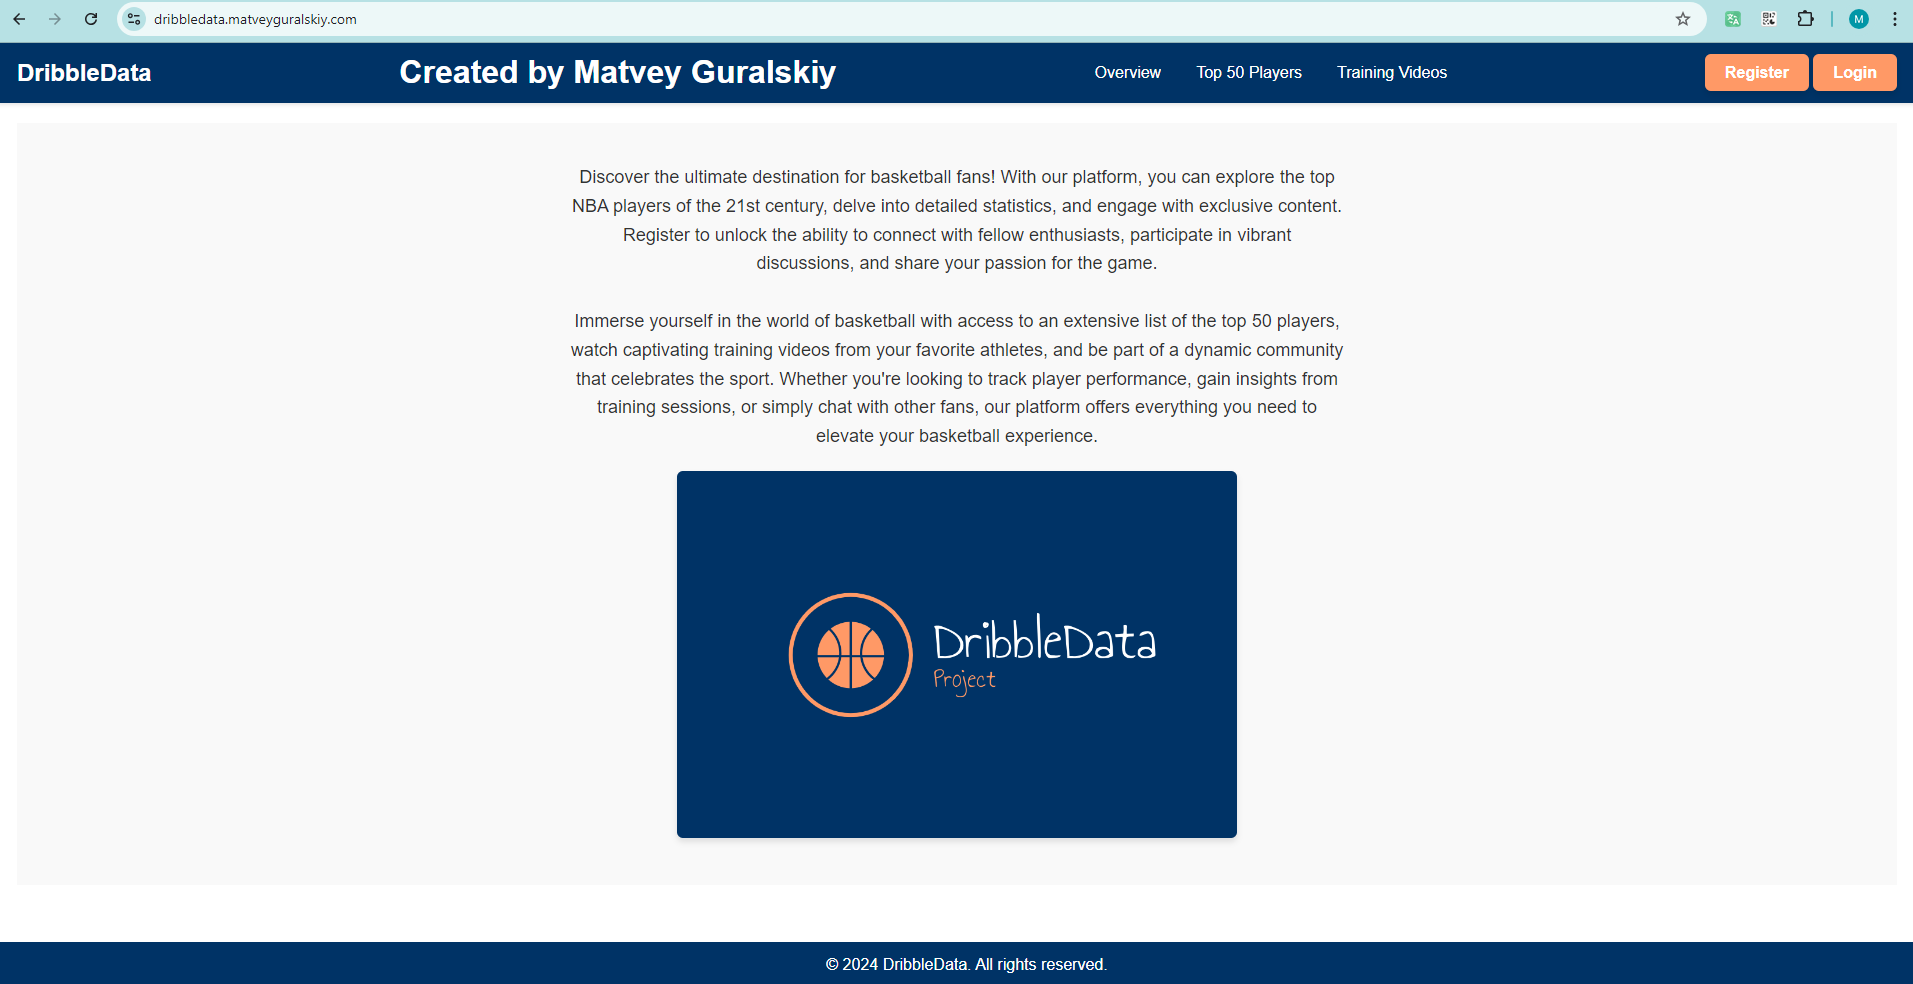 dribbledata.matveyguralskiy.com
M
DribbleData
Created by Matvey Guralskiy
Overview
Top 50 Players
Training Videos
Register
Login
Discover the ultimate destination for basketball fans! With our platform, you can explore the top
NBA players of the 21st century, delve into detailed statistics, and engage with exclusive content.
Register to unlock the ability to connect with fellow enthusiasts, participate in vibrant
discussions, and share your passion for the game.
Immerse yourself in the world of basketball with access to an extensive list of the top 50 players,
watch captivating training videos from your favorite athletes, and be part of a dynamic community
that celebrates the sport. Whether you're looking to track player performance, gain insights from
training sessions, or simply chat with other fans, our platform offers everything you need to
elevate your basketball experience.
DribbleData
Project
© 2024 DribbleData. All rights reserved.